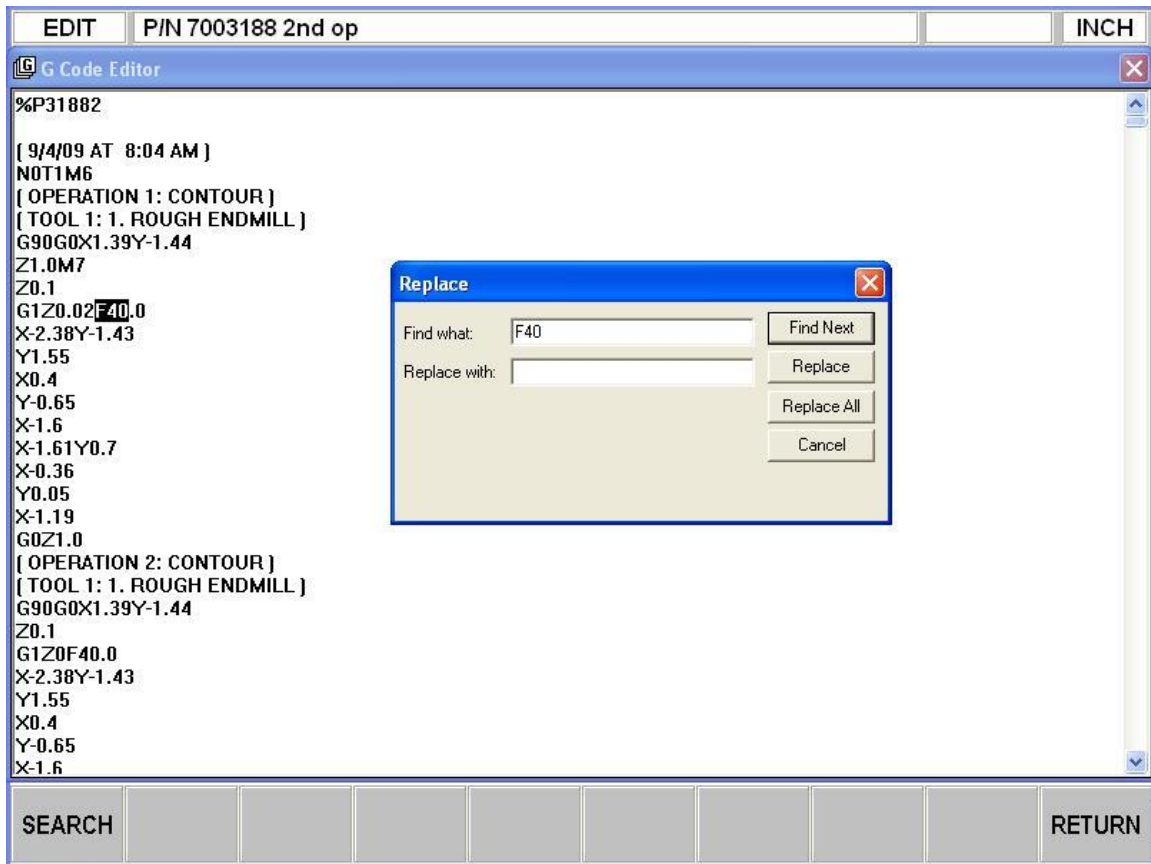 EDIT P/N 7003188 2nd op INCH
G Code Editor
%P31882
( 9/4/09 AT 8:04 AM )
N0T1M6
( OPERATION 1: CONTOUR )
( TOOL 1: 1. ROUGH ENDMILL )
G90G0X1.39Y-1.44
Z1.0M7
Z0.1
G1Z0.02F40.0
X-2.38Y-1.43
Y1.55
X0.4
Y-0.65
X-1.6
X-1.61Y0.7
X-0.36
Y0.05
X-1.19
G0Z1.0
( OPERATION 2: CONTOUR )
( TOOL 1: 1. ROUGH ENDMILL )
G90G0X1.39Y-1.44
Z0.1
G1Z0F40.0
X-2.38Y-1.43
Y1.55
X0.4
Y-0.65
X-1.6
Replace
Find what: F40 Find Next
Replace with: Replace
Replace All
Cancel
SEARCH RETURN